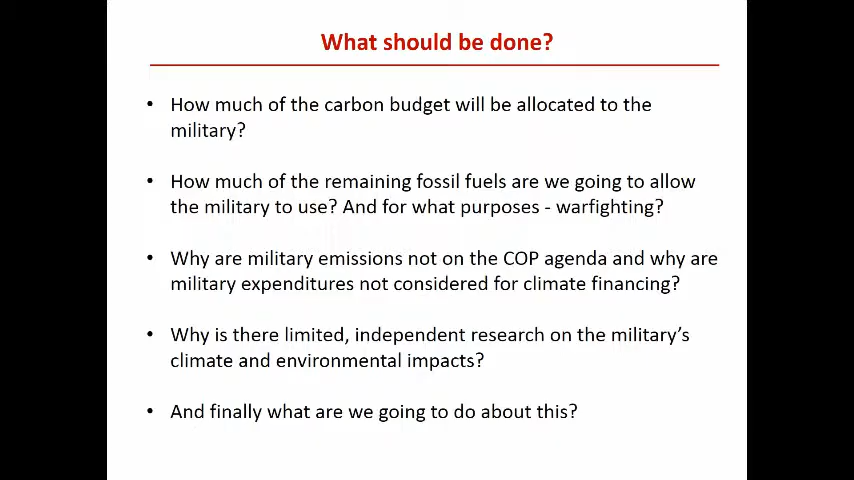 What should be done?
• How much of the carbon budget will be allocated to the
military?
• How much of the remaining fossil fuels are we going to allow
the military to use? And for what purposes - warfighting?
• Why are military emissions not on the COP agenda and why are
military expenditures not considered for climate financing?
• Why is there limited, independent research on the military’s
climate and environmental impacts?
• And finally what are we going to do about this?